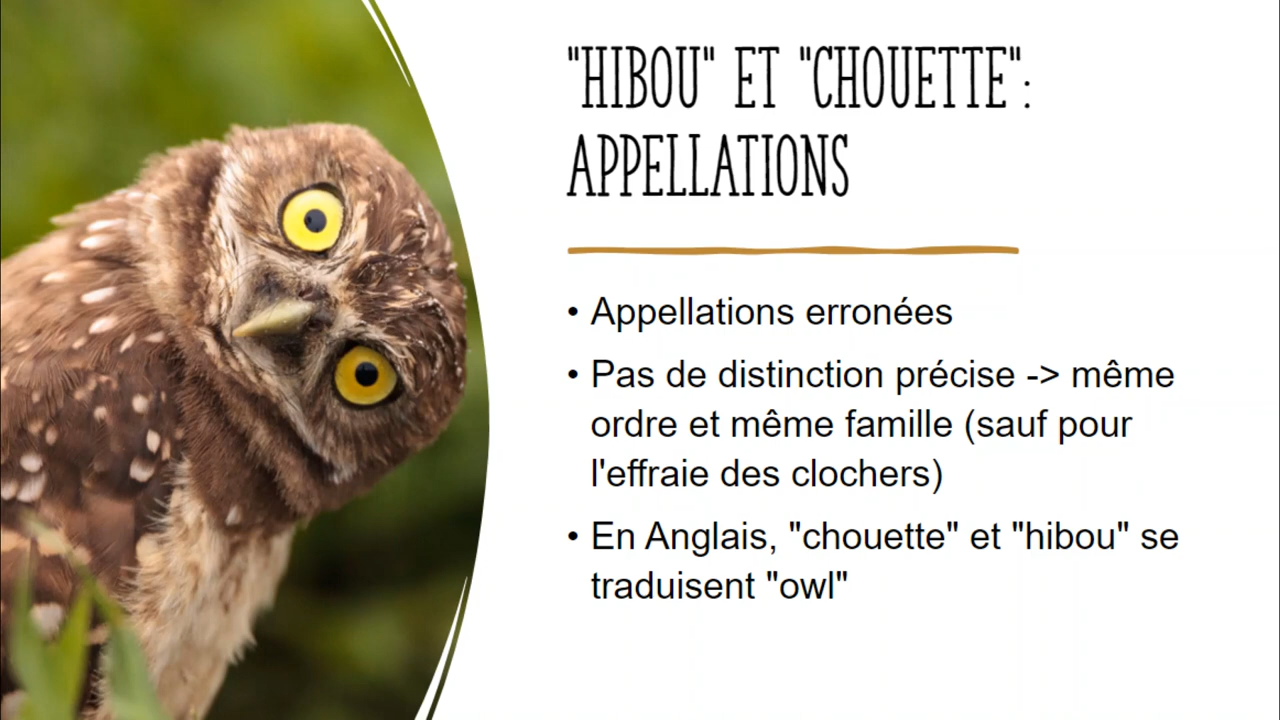 "HIBOU" ET "CHOUETTE":
APPELLATIONS
• Appellations erronées
• Pas de distinction précise -> même
ordre et même famille (sauf pour
l'effraie des clochers)
• En Anglais, "chouette" et "hibou" se
traduisent "owl"